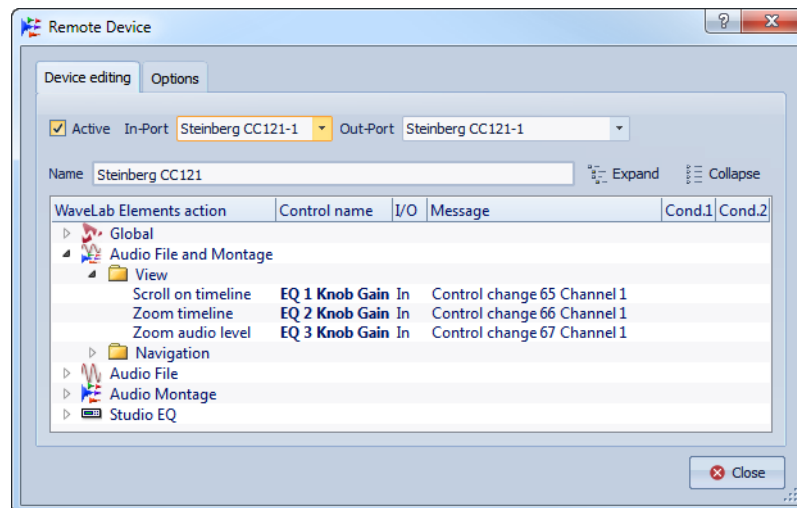 Remote Device
?
Device editing Options
Active In-Port Steinberg CC121-1 Out-Port Steinberg CC121-1
Name Steinberg CC121 Expand Collapse
WaveLab Elements action Control name I/O Message Cond.1 Cond.2
Global
Audio File and Montage
View
Scroll on timeline EQ 1 Knob Gain In Control change 65 Channel 1
Zoom timeline EQ 2 Knob Gain In Control change 66 Channel 1
Zoom audio level EQ 3 Knob Gain In Control change 67 Channel 1
Navigation
Audio File
Audio Montage
Studio EQ
Close